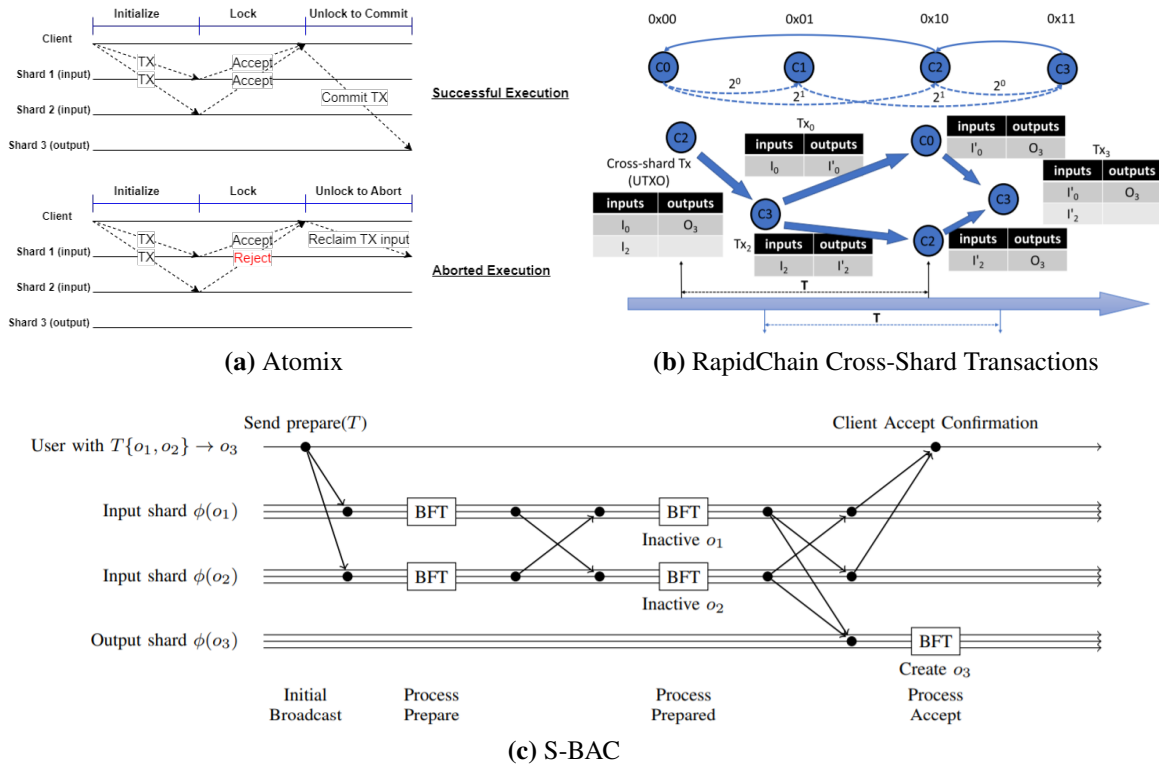 Initialize Lock Unlock to Commit
Client
TX Accept
Shard 1 (input)
TX Accept
Commit TX
Shard 2 (input)
Shard 3 (output)
Successful Execution
Initialize Lock Unlock to Abort
Client
TX Accept Reclaim TX input
Shard 1 (input)
TX Reject
Shard 2 (input)
Shard 3 (output)
Aborted Execution
(a) Atomix
0x00 0x01 0x10 0x11
C0 C1 C2 C3
2⁰ 2¹ 2¹ 2⁰
C2
Cross-shard Tx
(UTXO)
inputs outputs
I₀ O₃
I₂
C3
Tx₀
inputs outputs
I₀ I'₀
Tx₂
inputs outputs
I₂ I'₂
C0
inputs outputs
I'₀ O₃
C2
inputs outputs
I'₂ O₃
C3
Tx₃
inputs outputs
I'₀ O₃
I'₂
T
T
(b) RapidChain Cross-Shard Transactions
Send prepare(T) Client Accept Confirmation
User with T{o₁, o₂} → o₃
Input shard ϕ(o₁) BFT BFT
Inactive o₁
Input shard ϕ(o₂) BFT BFT
Inactive o₂
Output shard ϕ(o₃) BFT
Create o₃
Initial Process Process Process
Broadcast Prepare Prepared Accept
(c) S-BAC